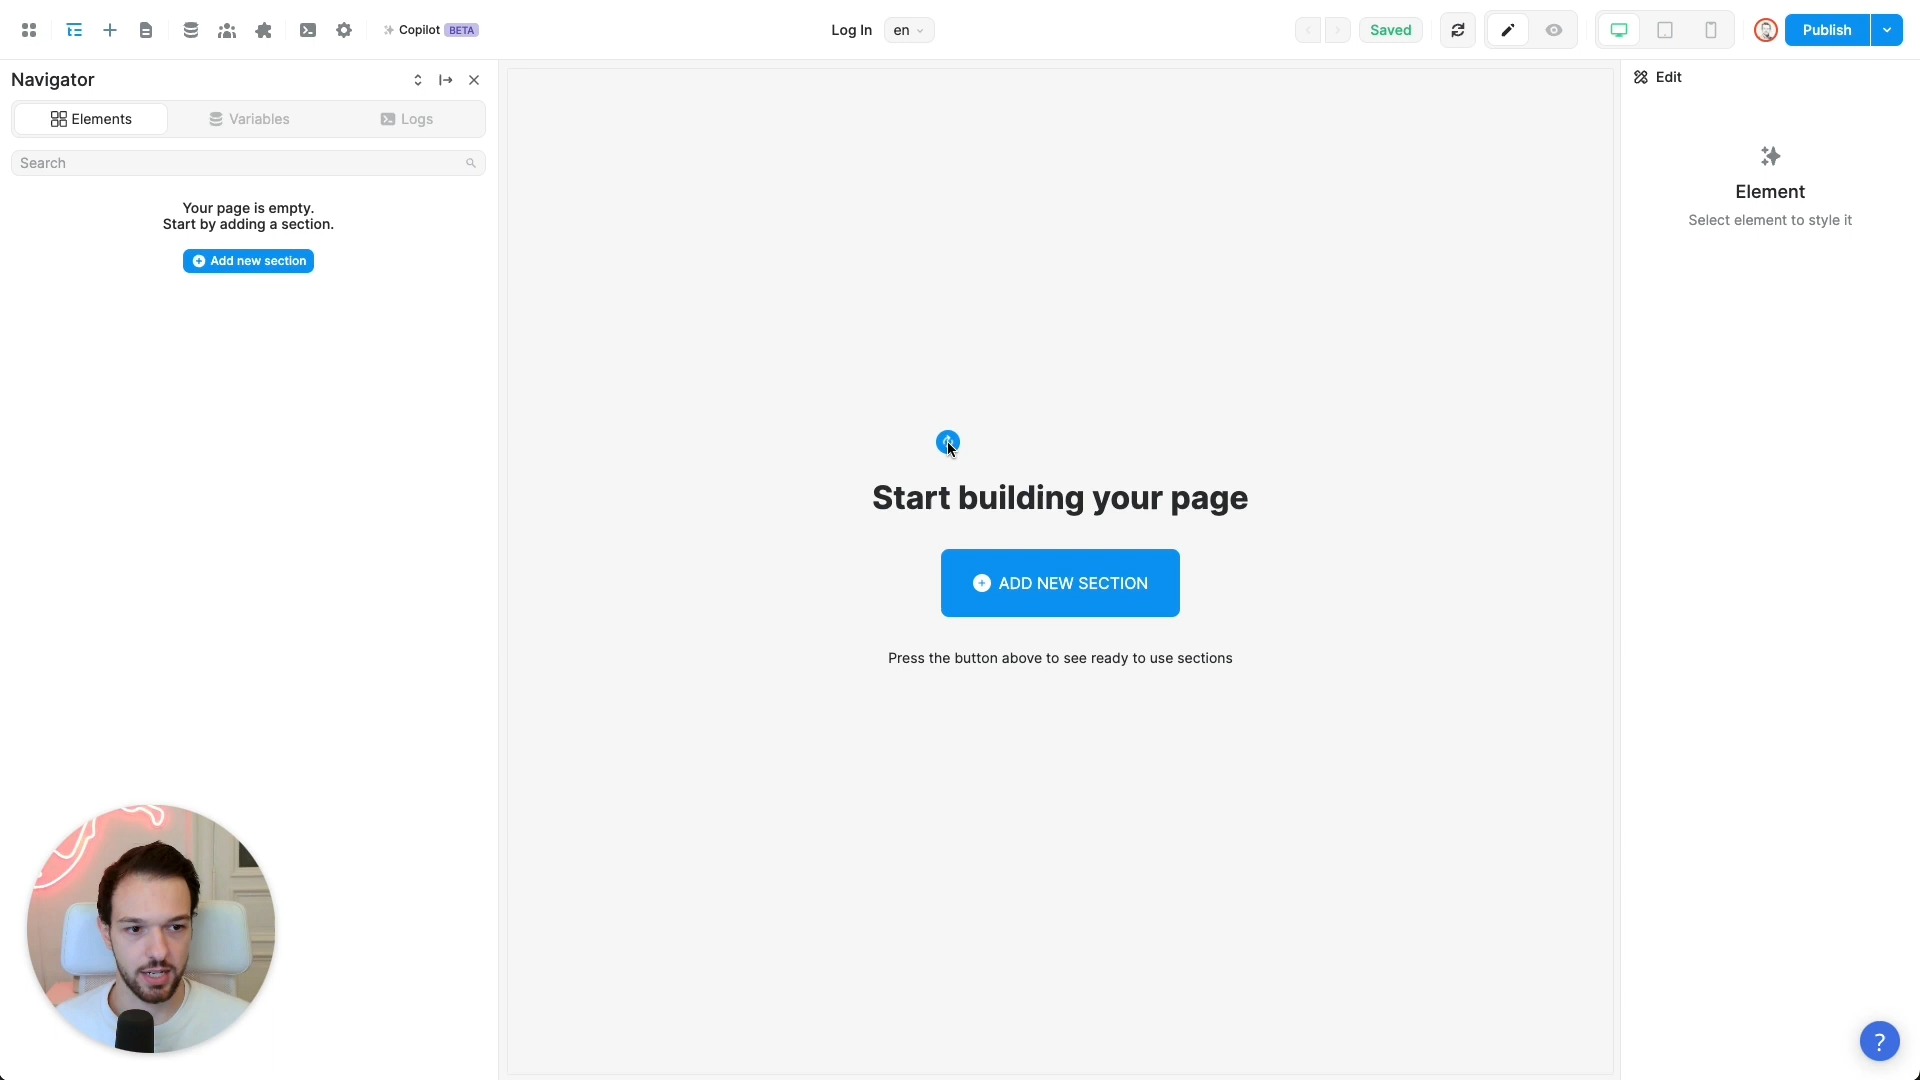 Copilot BETA
Log In
en
Saved
Publish
Navigator
Elements
Variables
Logs
Search
Your page is empty.
Start by adding a section.
Add new section
Start building your page
ADD NEW SECTION
Press the button above to see ready to use sections
Edit
Element
Select element to style it
?